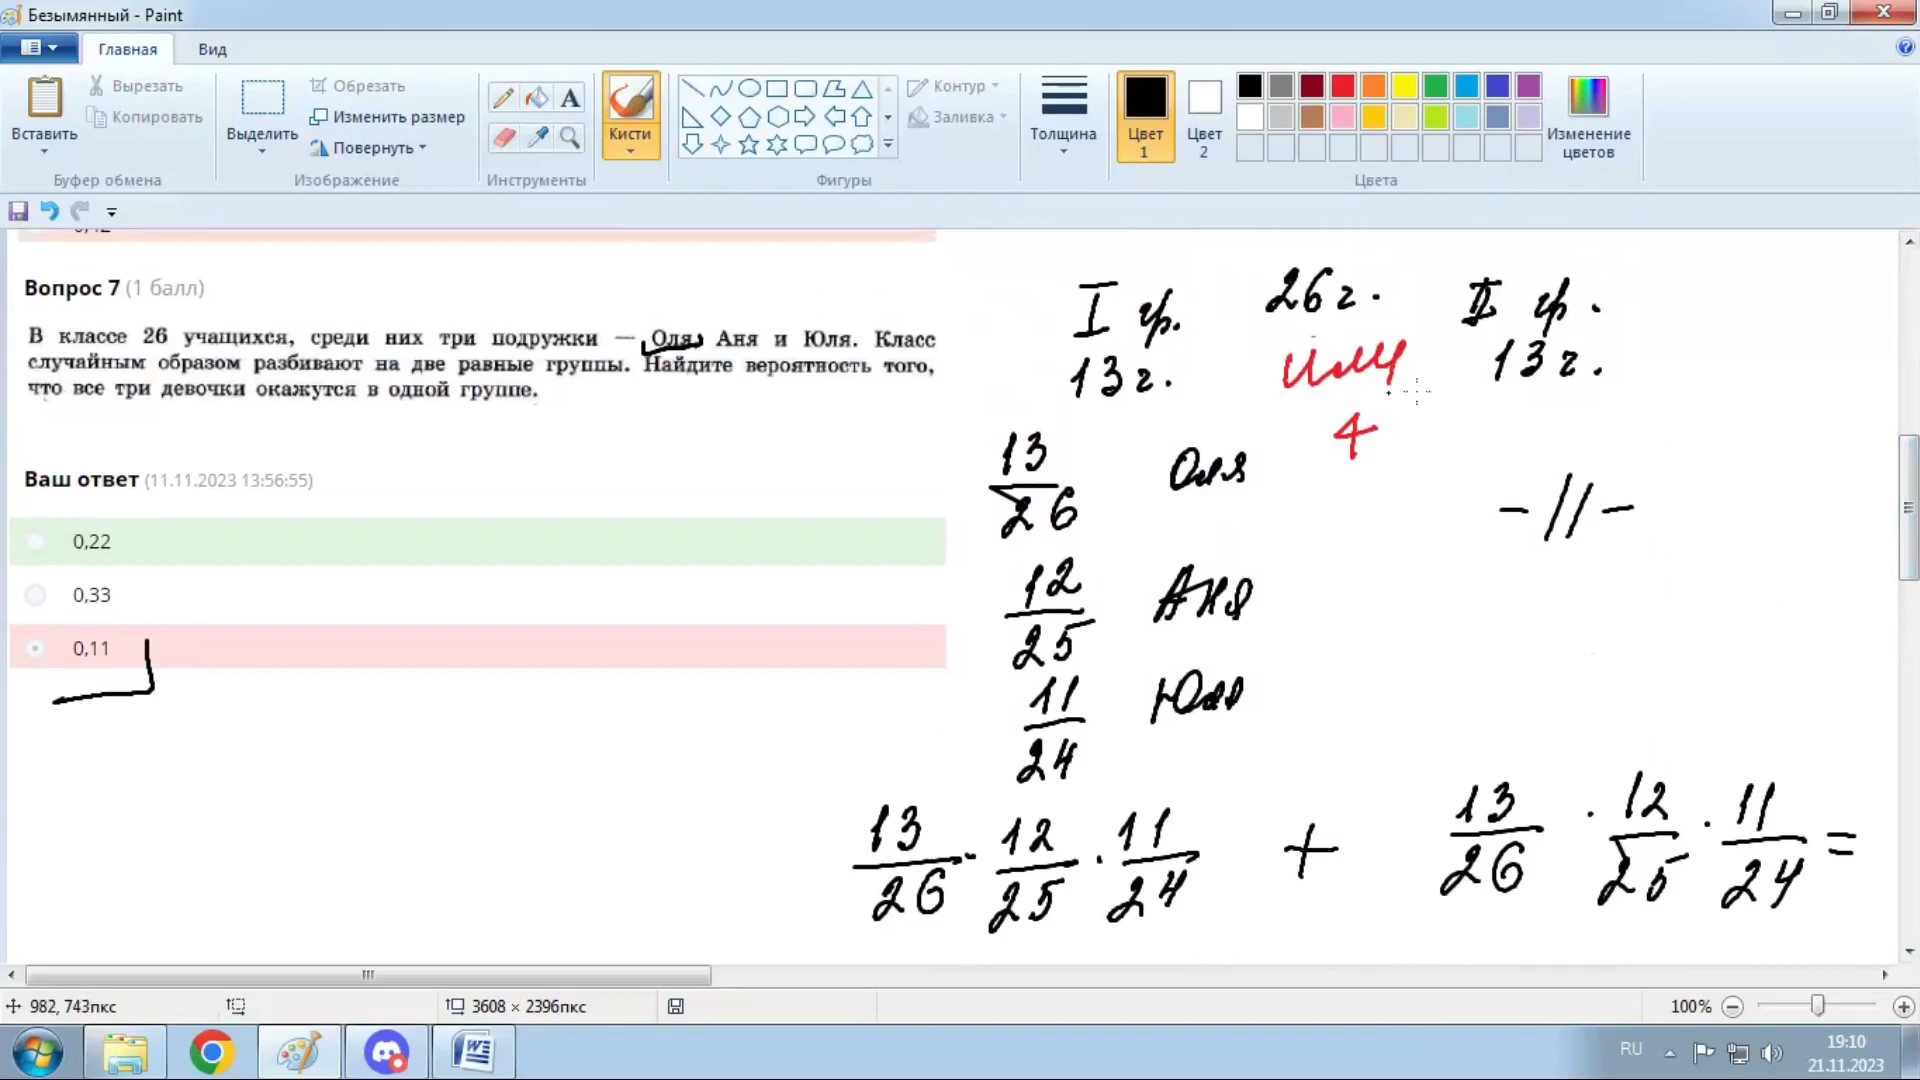 Безымянный - Paint
Главная
Вид
Вставить
Вырезать
Копировать
Буфер обмена
Выделить
Обрезать
Изменить размер
Повернуть
Изображение
Инструменты
Кисти
Фигуры
Контур
Заливка
Толщина
Цвет
1
Цвет
2
Цвета
Изменение
цветов
Вопрос 7 (1 балл)
В классе 26 учащихся, среди них три подружки — Оля, Аня и Юля. Класс
случайным образом разбивают на две равные группы. Найдите вероятность того,
что все три девочки окажутся в одной группе.
Ваш ответ (11.11.2023 13:56:55)
0,22
0,33
0,11
I гр. 26 ч. II гр.
13 ч. или 13 ч.
+
13/26 Оля
- // -
12/25 Аня
11/24 Юля
13/26 · 12/25 · 11/24 + 13/26 · 12/25 · 11/24 =
982, 743пкс
3608 × 2396пкс
100%
RU
19:10
21.11.2023